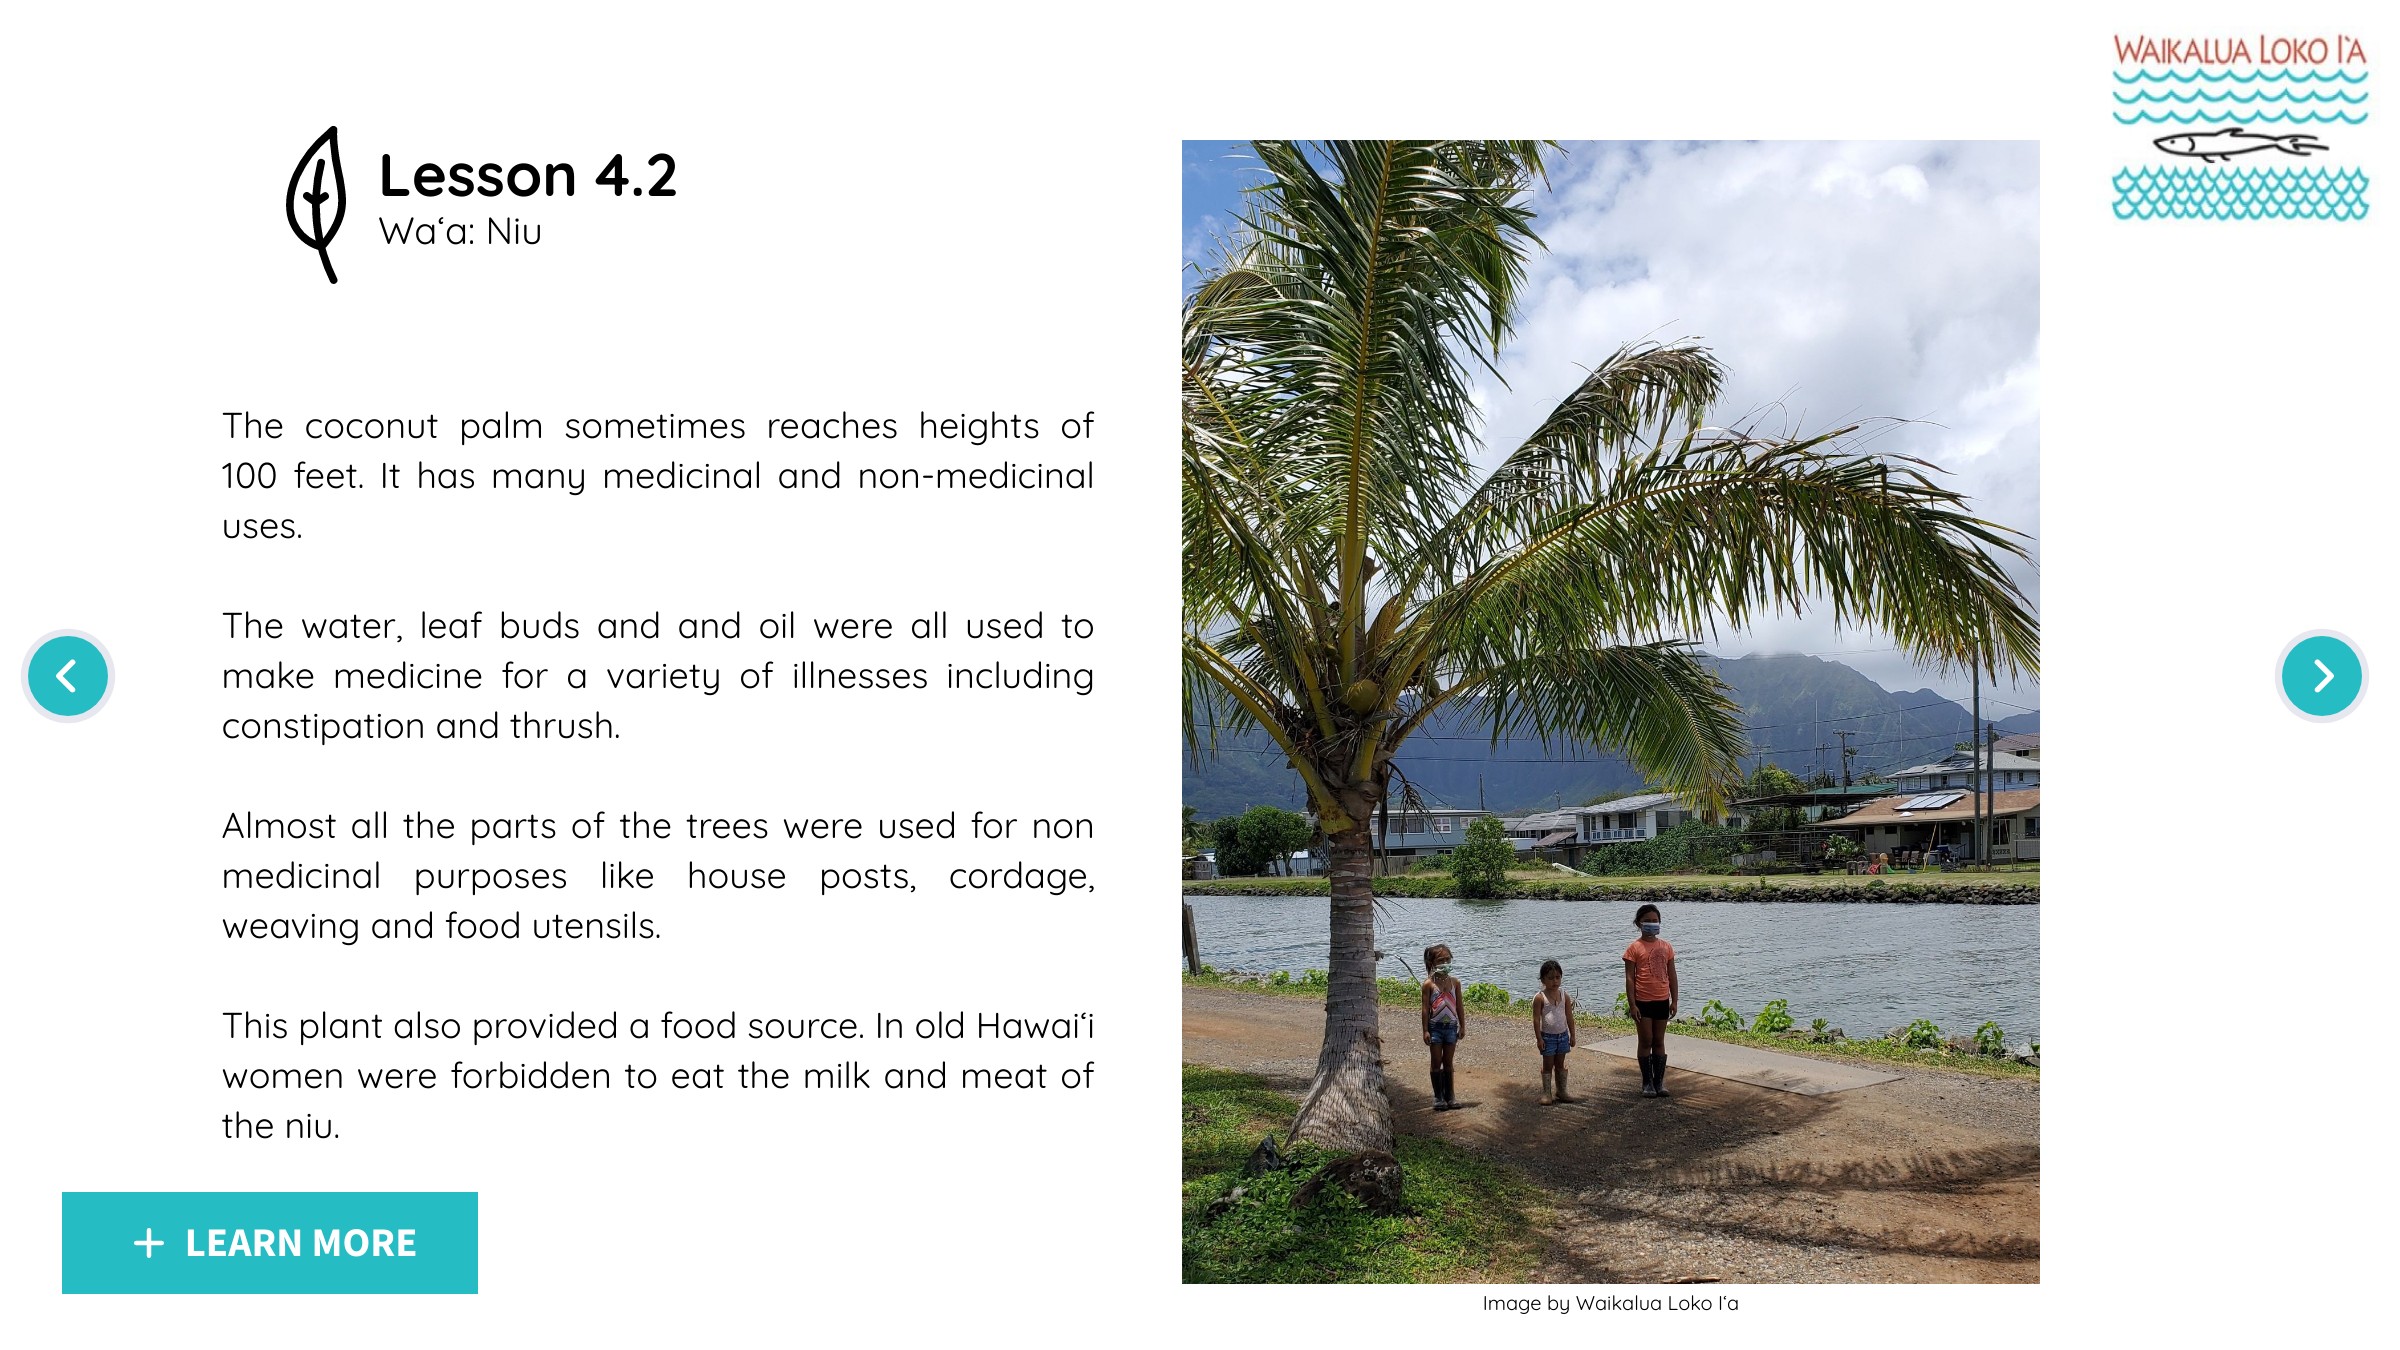 WAIKALUA LOKO I'A
Lesson 4.2
Waʻa: Niu
The coconut palm sometimes reaches heights of
100 feet. It has many medicinal and non-medicinal
uses.
The water, leaf buds and and oil were all used to
make medicine for a variety of illnesses including
constipation and thrush.
Almost all the parts of the trees were used for non
medicinal purposes like house posts, cordage,
weaving and food utensils.
This plant also provided a food source. In old Hawaiʻi
women were forbidden to eat the milk and meat of
the niu.
+ LEARN MORE
Image by Waikalua Loko Iʻa